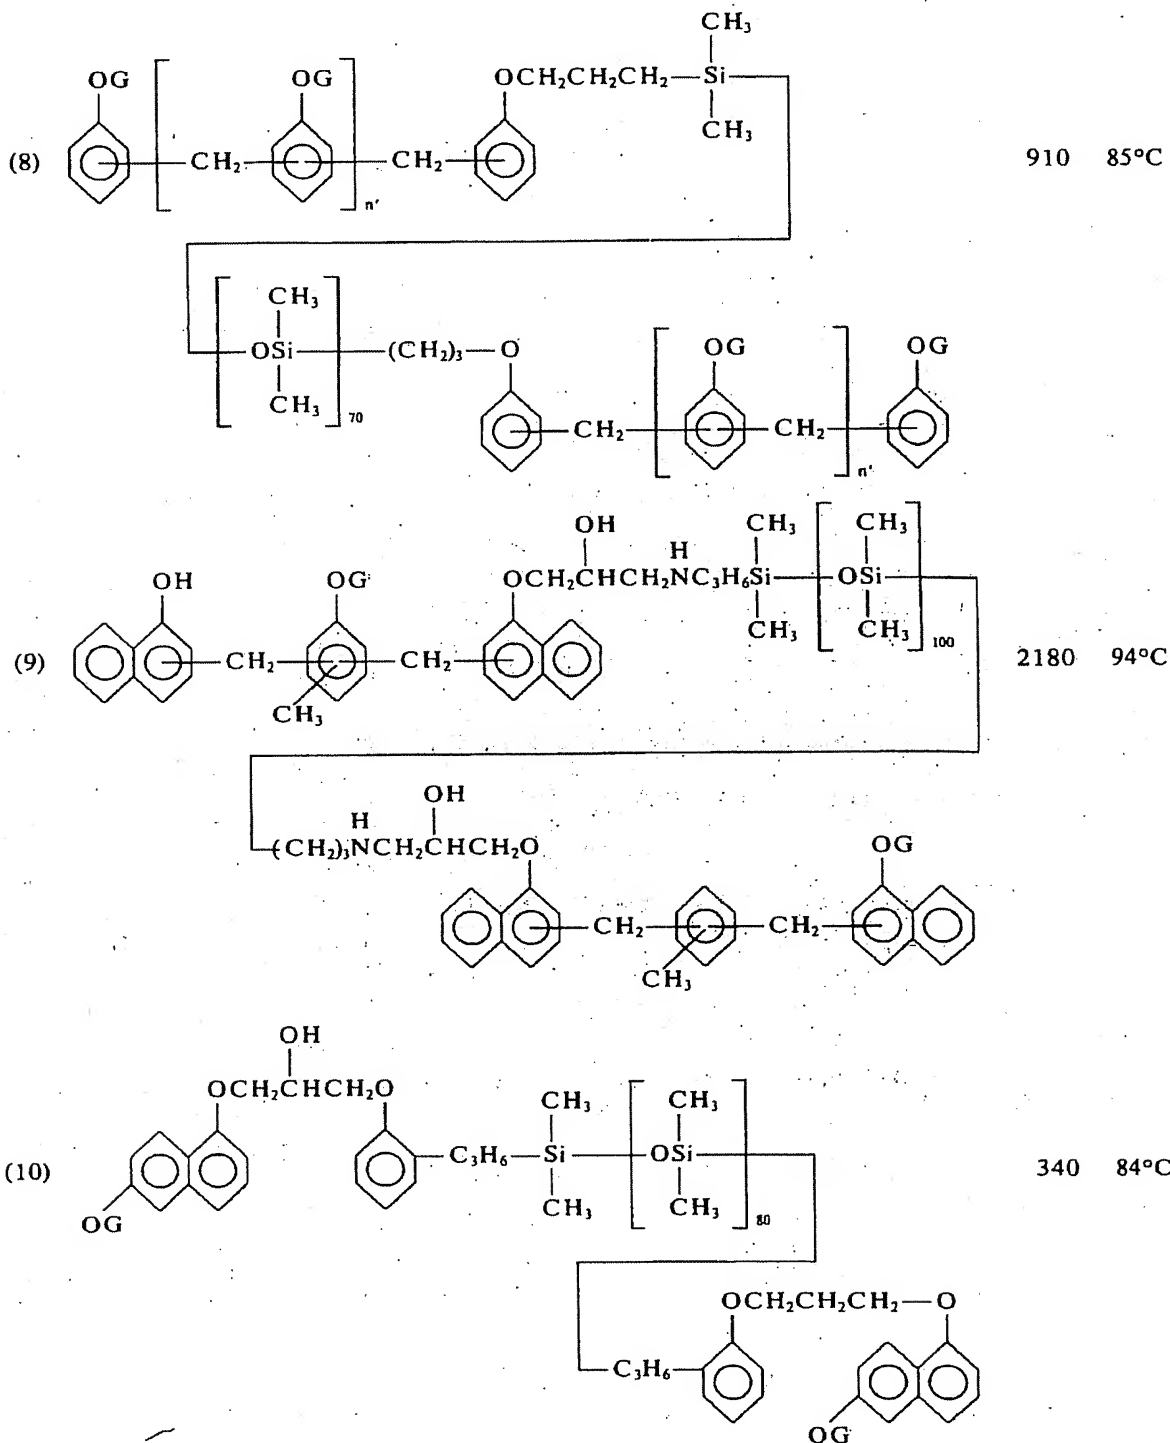 CH₃
OG OG OCH₂CH₂CH₂—Si
CH₃
(8) CH₂ CH₂ n' 910 85°C
CH₃
OSi (CH₂)₃—O OG OG
CH₃ 70
CH₂ CH₂ n'
OH CH₃ CH₃
OH OG OCH₂CHCH₂NC₃H₆Si OSi
H
CH₃ CH₃ 100
(9) CH₂ CH₂ 2180 94°C
CH₃
OH
H
(CH₂)₃NCH₂CHCH₂O OG
CH₂ CH₂
CH₃
OH
OCH₂CHCH₂O CH₃ CH₃
(10) C₃H₆—Si OSi 340 84°C
OG CH₃ CH₃ 80
OCH₂CH₂CH₂—O
C₃H₆
OG